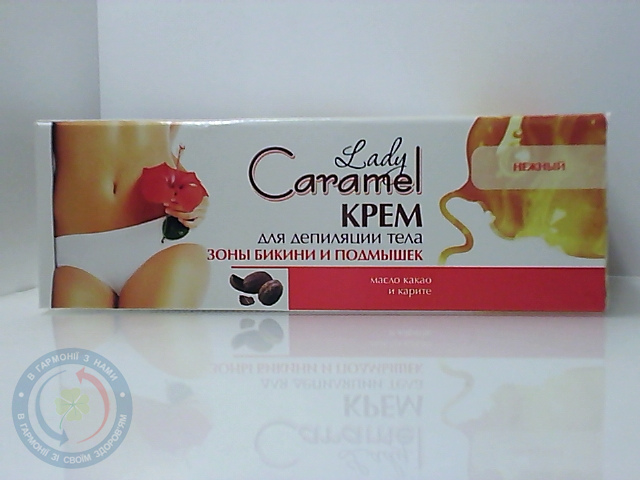 Lady
Caramel
КРЕМ
для депиляции тела
ЗОНЫ БИКИНИ И ПОДМЫШЕК
масло какао
и карите
НЕЖНЫЙ
В ГАРМОНІЇ З НАМИ
В ГАРМОНІЇ ЗІ СВОЇМ ЗДОРОВ'ЯМ